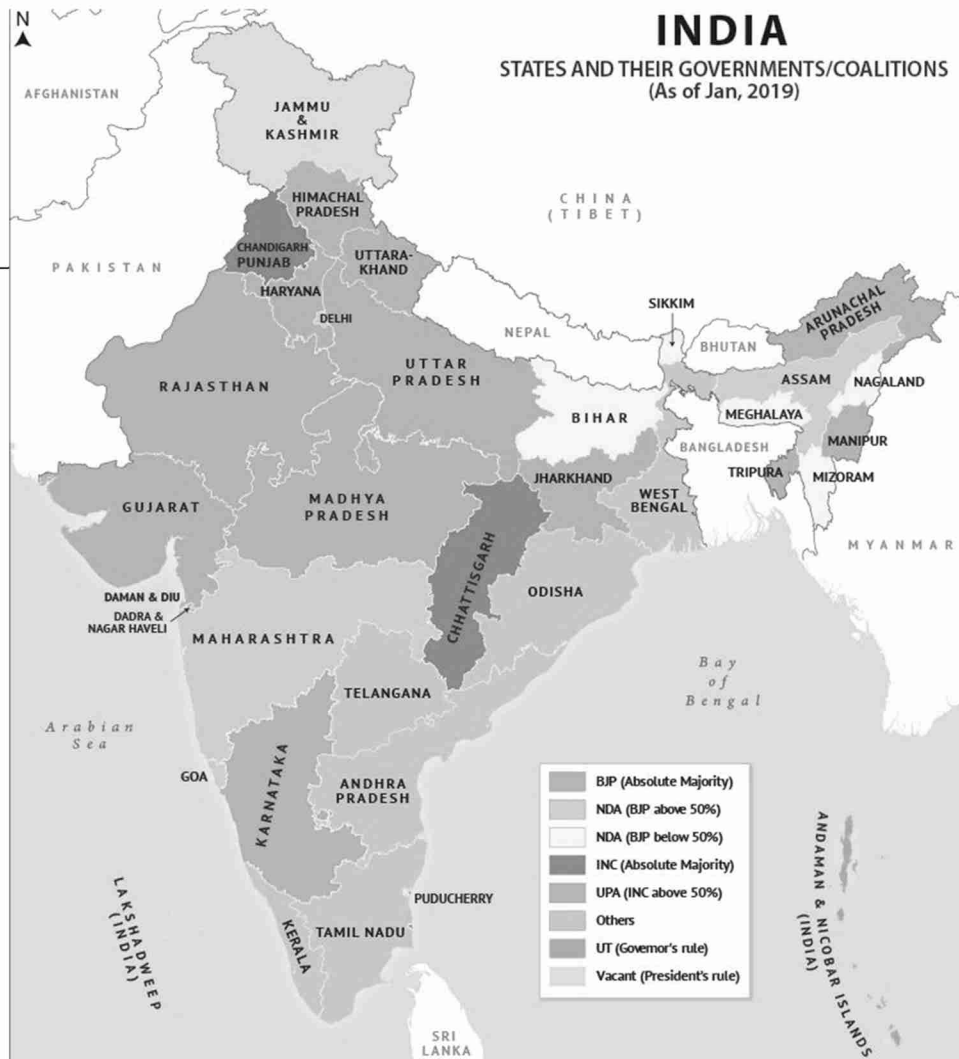 N
INDIA
STATES AND THEIR GOVERNMENTS/COALITIONS
(As of Jan, 2019)
AFGHANISTAN
JAMMU
&
KASHMIR
HIMACHAL
PRADESH
CHINA
(TIBET)
CHANDIGARH
PUNJAB
UTTARA-
KHAND
PAKISTAN
HARYANA
DELHI
SIKKIM
NEPAL
BHUTAN
ARUNACHAL
PRADESH
RAJASTHAN
UTTAR
PRADESH
ASSAM
NAGALAND
BIHAR
MEGHALAYA
BANGLADESH
MANIPUR
TRIPURA
MIZORAM
JHARKHAND
WEST
BENGAL
GUJARAT
MADHYA
PRADESH
MYANMAR
CHHATTISGARH
ODISHA
DAMAN & DIU
DADRA &
NAGAR HAVELI
MAHARASHTRA
TELANGANA
Bay
of
Bengal
Arabian
Sea
GOA
KARNATAKA
ANDHRA
PRADESH
BJP (Absolute Majority)
NDA (BJP above 50%)
NDA (BJP below 50%)
INC (Absolute Majority)
UPA (INC above 50%)
Others
UT (Governor's rule)
Vacant (President's rule)
ANDAMAN & NICOBAR ISLANDS
(INDIA)
LAKSHADWEEP
(INDIA)
PUDUCHERRY
KERALA
TAMIL NADU
SRI
LANKA